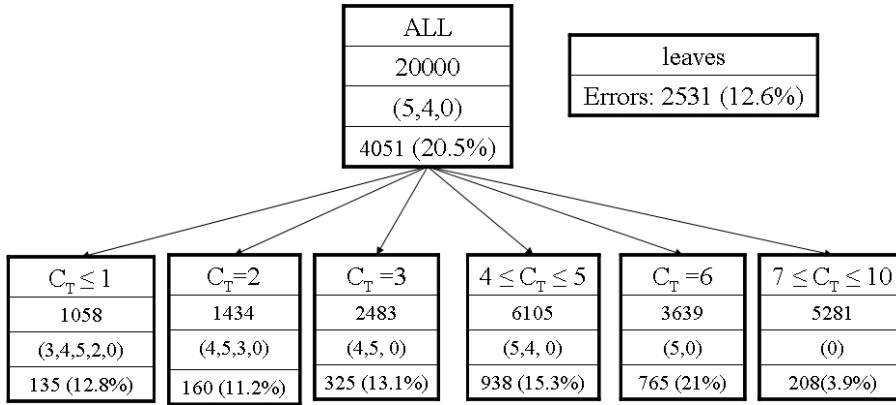 ALL
20000
(5,4,0)
4051 (20.5%)
leaves
Errors: 2531 (12.6%)
C_T ≤ 1
1058
(3,4,5,2,0)
135 (12.8%)
C_T=2
1434
(4,5,3,0)
160 (11.2%)
C_T =3
2483
(4,5, 0)
325 (13.1%)
4 ≤ C_T ≤ 5
6105
(5,4, 0)
938 (15.3%)
C_T =6
3639
(5,0)
765 (21%)
7 ≤ C_T ≤ 10
5281
(0)
208(3.9%)